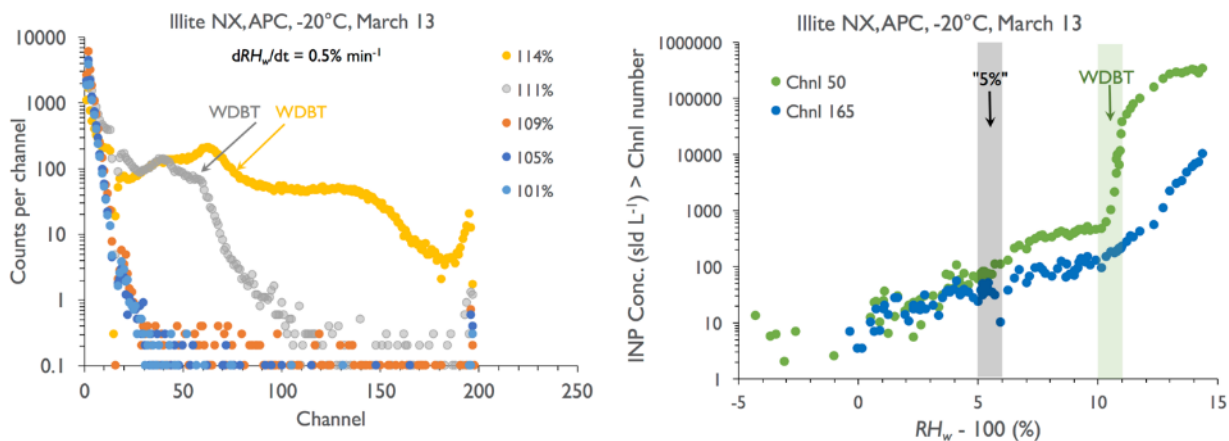 Illite NX, APC, -20°C, March 13
dRH_w/dt = 0.5% min⁻¹
10000
1000
100
10
1
0.1
Counts per channel
WDBT
WDBT
114%
111%
109%
105%
101%
0
50
100
150
200
250
Channel
Illite NX, APC, -20°C, March 13
INP Conc. (sld L⁻¹) > Chnl number
1000000
100000
10000
1000
100
10
1
Chnl 50
Chnl 165
"5%"
WDBT
-5
0
5
10
15
RH_w - 100 (%)